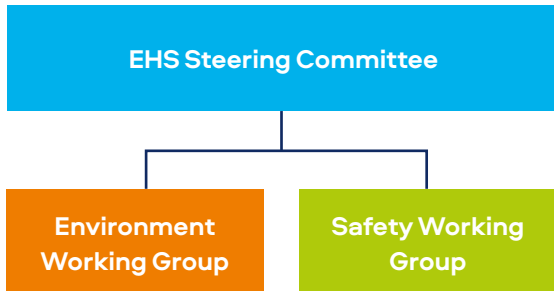 EHS Steering Committee
Environment
Working Group
Safety Working
Group